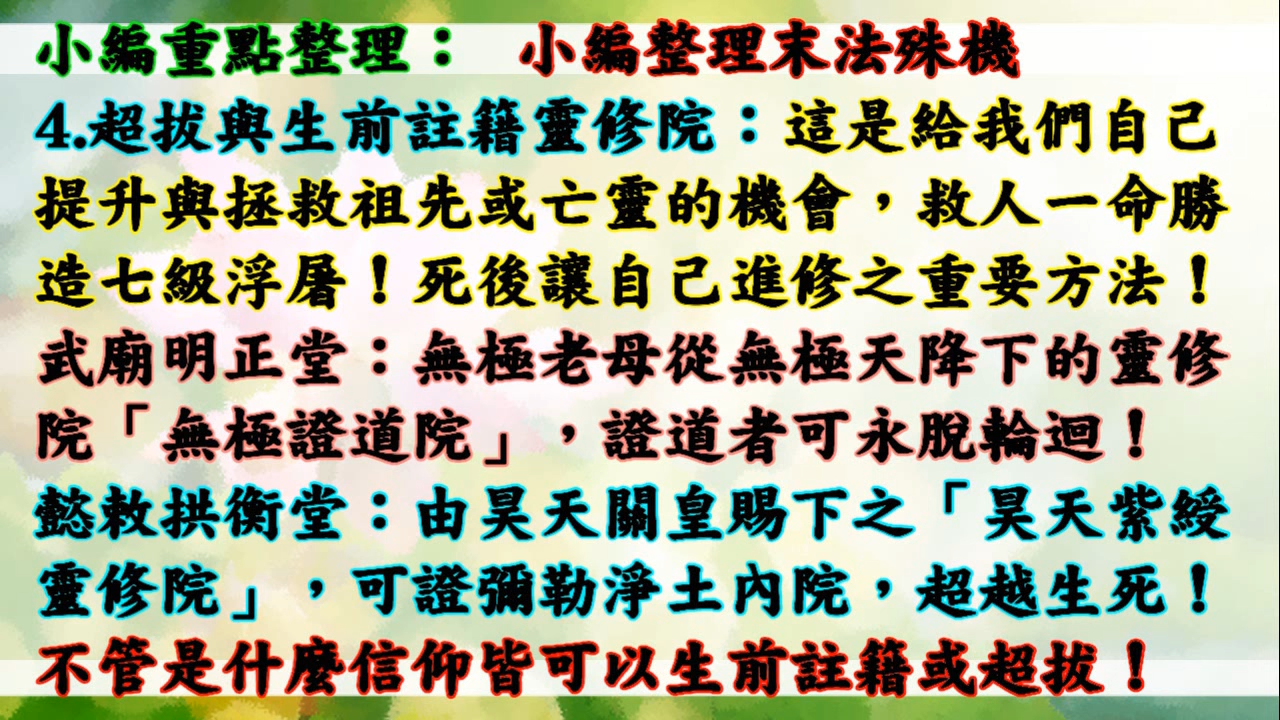 小編重點整理： 小編整理末法殊機
4.超拔與生前註籍靈修院：這是給我們自己
提升與拯救祖先或亡靈的機會，救人一命勝
造七級浮屠！死後讓自己進修之重要方法！
武廟明正堂：無極老母從無極天降下的靈修
院「無極證道院」，證道者可永脫輪迴！
懿敕拱衡堂：由昊天關皇賜下之「昊天紫綬
靈修院」，可證彌勒淨土內院，超越生死！
不管是什麼信仰皆可以生前註籍或超拔！